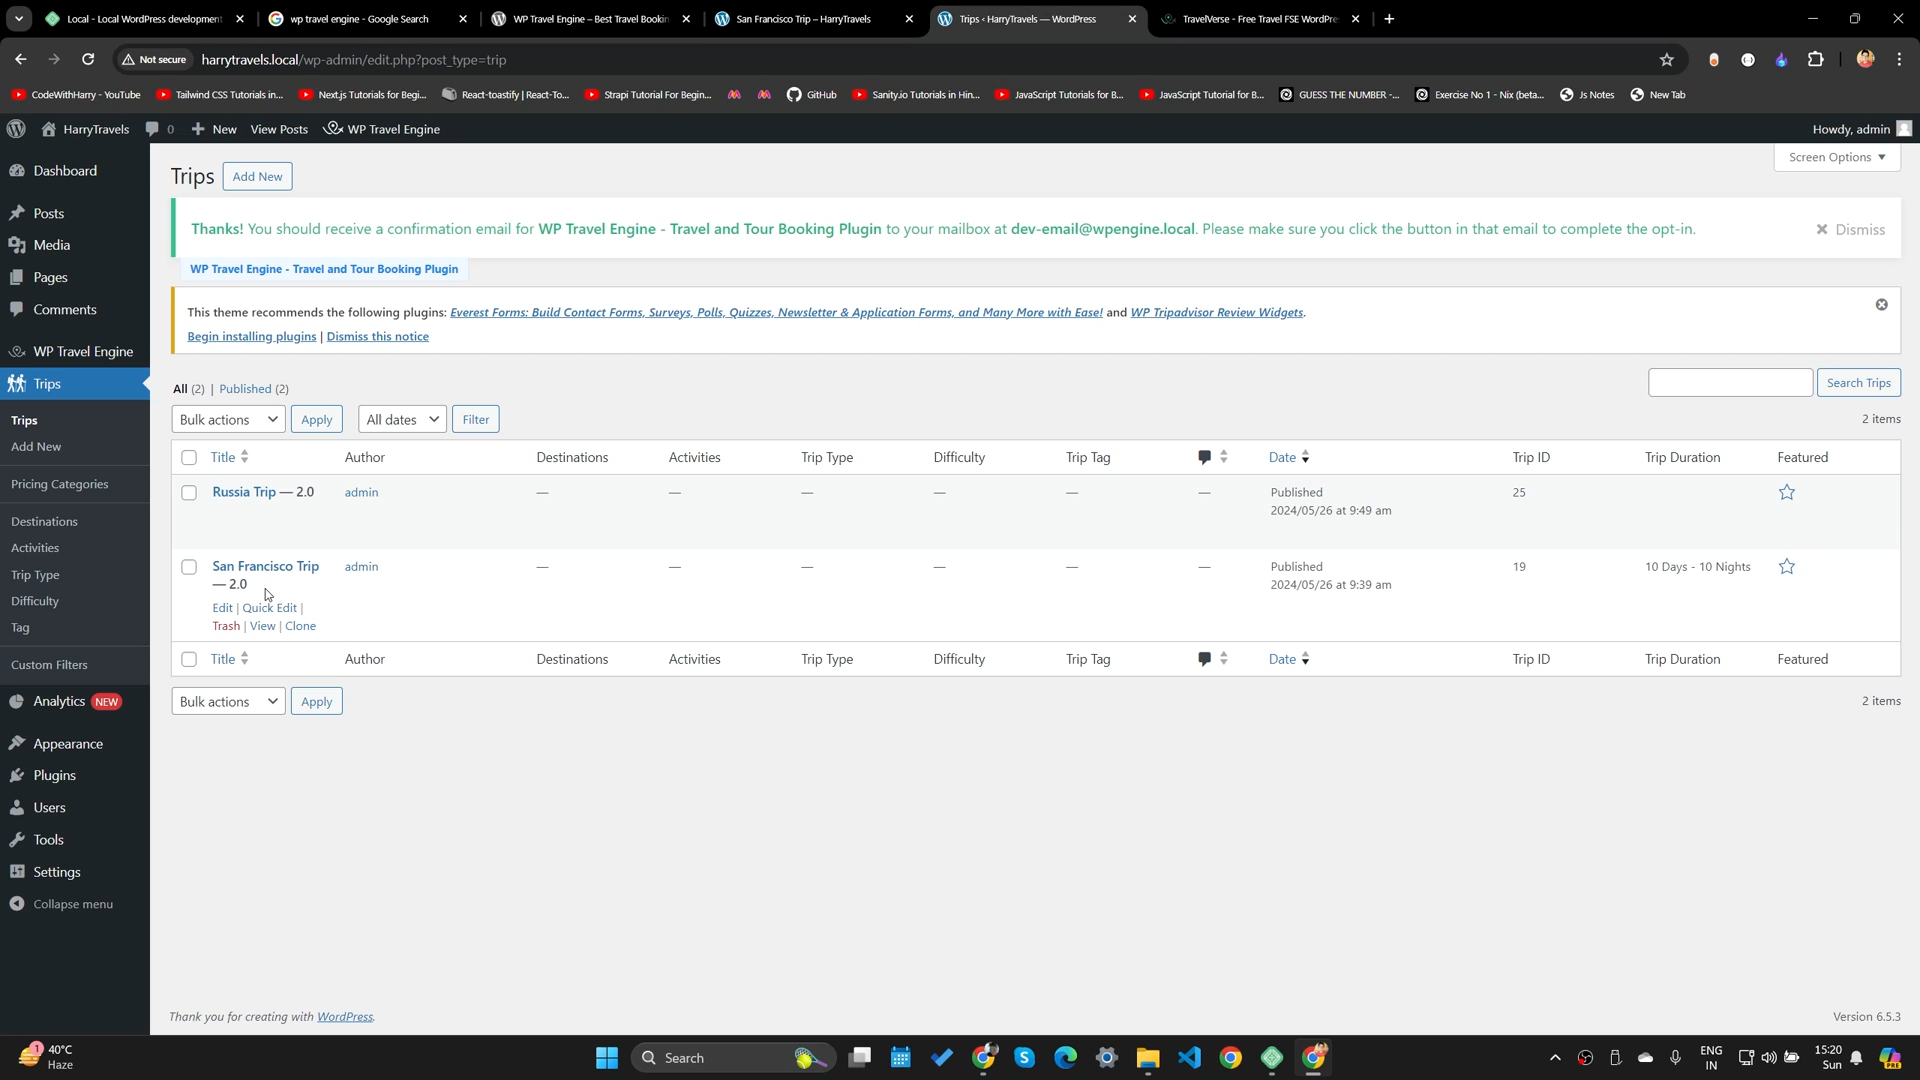 Local - Local WordPress development
wp travel engine - Google Search
WP Travel Engine – Best Travel Bookin
San Francisco Trip – HarryTravels
Trips ‹ HarryTravels — WordPress
TravelVerse - Free Travel FSE WordPre
Not secure
harrytravels.local/wp-admin/edit.php?post_type=trip
CodeWithHarry - YouTube
Tailwind CSS Tutorials in...
Next.js Tutorials for Begi...
React-toastify | React-To...
Strapi Tutorial For Begin...
GitHub
Sanity.io Tutorials in Hin...
JavaScript Tutorials for B...
JavaScript Tutorial for B...
GUESS THE NUMBER -...
Exercise No 1 - Nix (beta...
Js Notes
New Tab
HarryTravels
0
New
View Posts
WP Travel Engine
Howdy, admin
Dashboard
Posts
Media
Pages
Comments
WP Travel Engine
Trips
Trips
Add New
Pricing Categories
Destinations
Activities
Trip Type
Difficulty
Tag
Custom Filters
Analytics NEW
Appearance
Plugins
Users
Tools
Settings
Collapse menu
Screen Options
Trips Add New
Thanks! You should receive a confirmation email for WP Travel Engine - Travel and Tour Booking Plugin to your mailbox at dev-email@wpengine.local. Please make sure you click the button in that email to complete the opt-in.
Dismiss
WP Travel Engine - Travel and Tour Booking Plugin
This theme recommends the following plugins: Everest Forms: Build Contact Forms, Surveys, Polls, Quizzes, Newsletter & Application Forms, and Many More with Ease! and WP Tripadvisor Review Widgets.
Begin installing plugins | Dismiss this notice
All (2) | Published (2)
Search Trips
Bulk actions Apply All dates Filter
2 items
Title Author Destinations Activities Trip Type Difficulty Trip Tag Date Trip ID Trip Duration Featured
Russia Trip — 2.0 admin — — — — — — Published 25
2024/05/26 at 9:49 am
San Francisco Trip admin — — — — — — Published 19 10 Days - 10 Nights
— 2.0 2024/05/26 at 9:39 am
Edit | Quick Edit |
Trash | View | Clone
Title Author Destinations Activities Trip Type Difficulty Trip Tag Date Trip ID Trip Duration Featured
Bulk actions Apply
2 items
Thank you for creating with WordPress.
Version 6.5.3
1
40°C
Haze
Search
ENG
IN
15:20
Sun
PRE